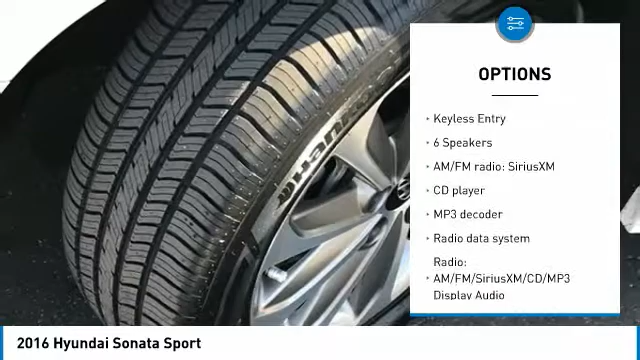 OPTIONS
Keyless Entry
6 Speakers
AM/FM radio: SiriusXM
CD player
MP3 decoder
Radio data system
Radio:
AM/FM/SiriusXM/CD/MP3
Display Audio
2016 Hyundai Sonata Sport